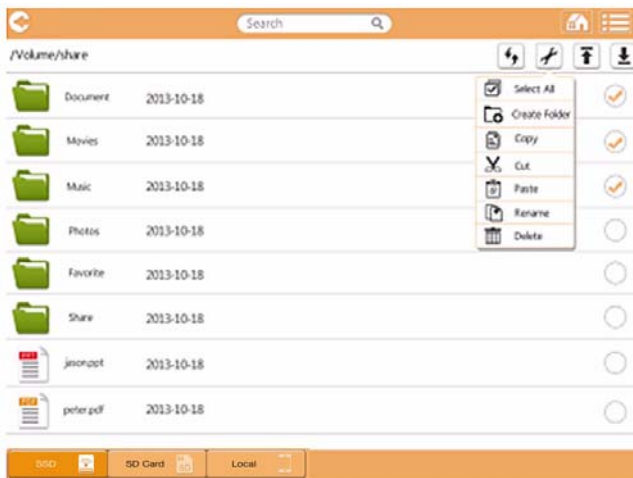 Search
/Volume/share
Select All
Document 2013-10-18
Create Folder
Movies 2013-10-18
Copy
Cut
Music 2013-10-18
Paste
Rename
Photos 2013-10-18
Delete
Favorite 2013-10-18
Share 2013-10-18
PPT
jason.ppt 2013-10-18
PDF
peter.pdf 2013-10-18
SSD SD Card Local